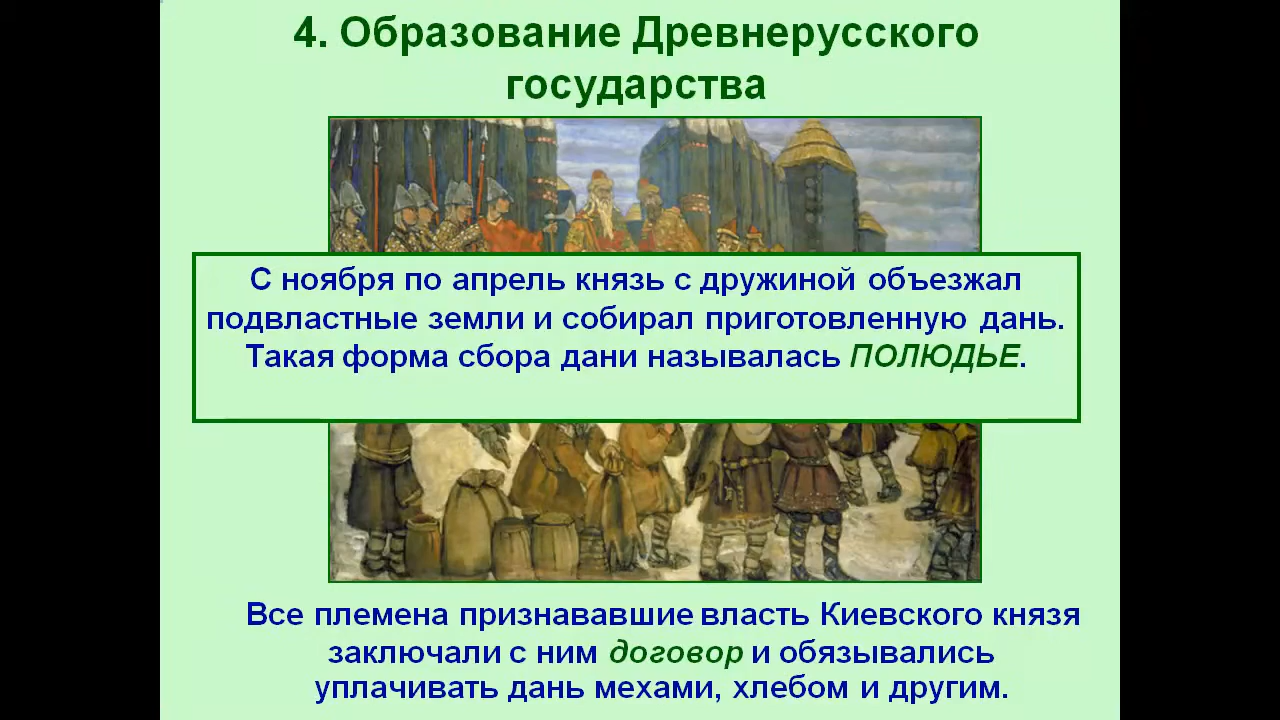 4. Образование Древнерусского
государства
С ноября по апрель князь с дружиной объезжал
подвластные земли и собирал приготовленную дань.
Такая форма сбора дани называлась ПОЛЮДЬЕ.
Все племена признававшие власть Киевского князя
заключали с ним договор и обязывались
уплачивать дань мехами, хлебом и другим.